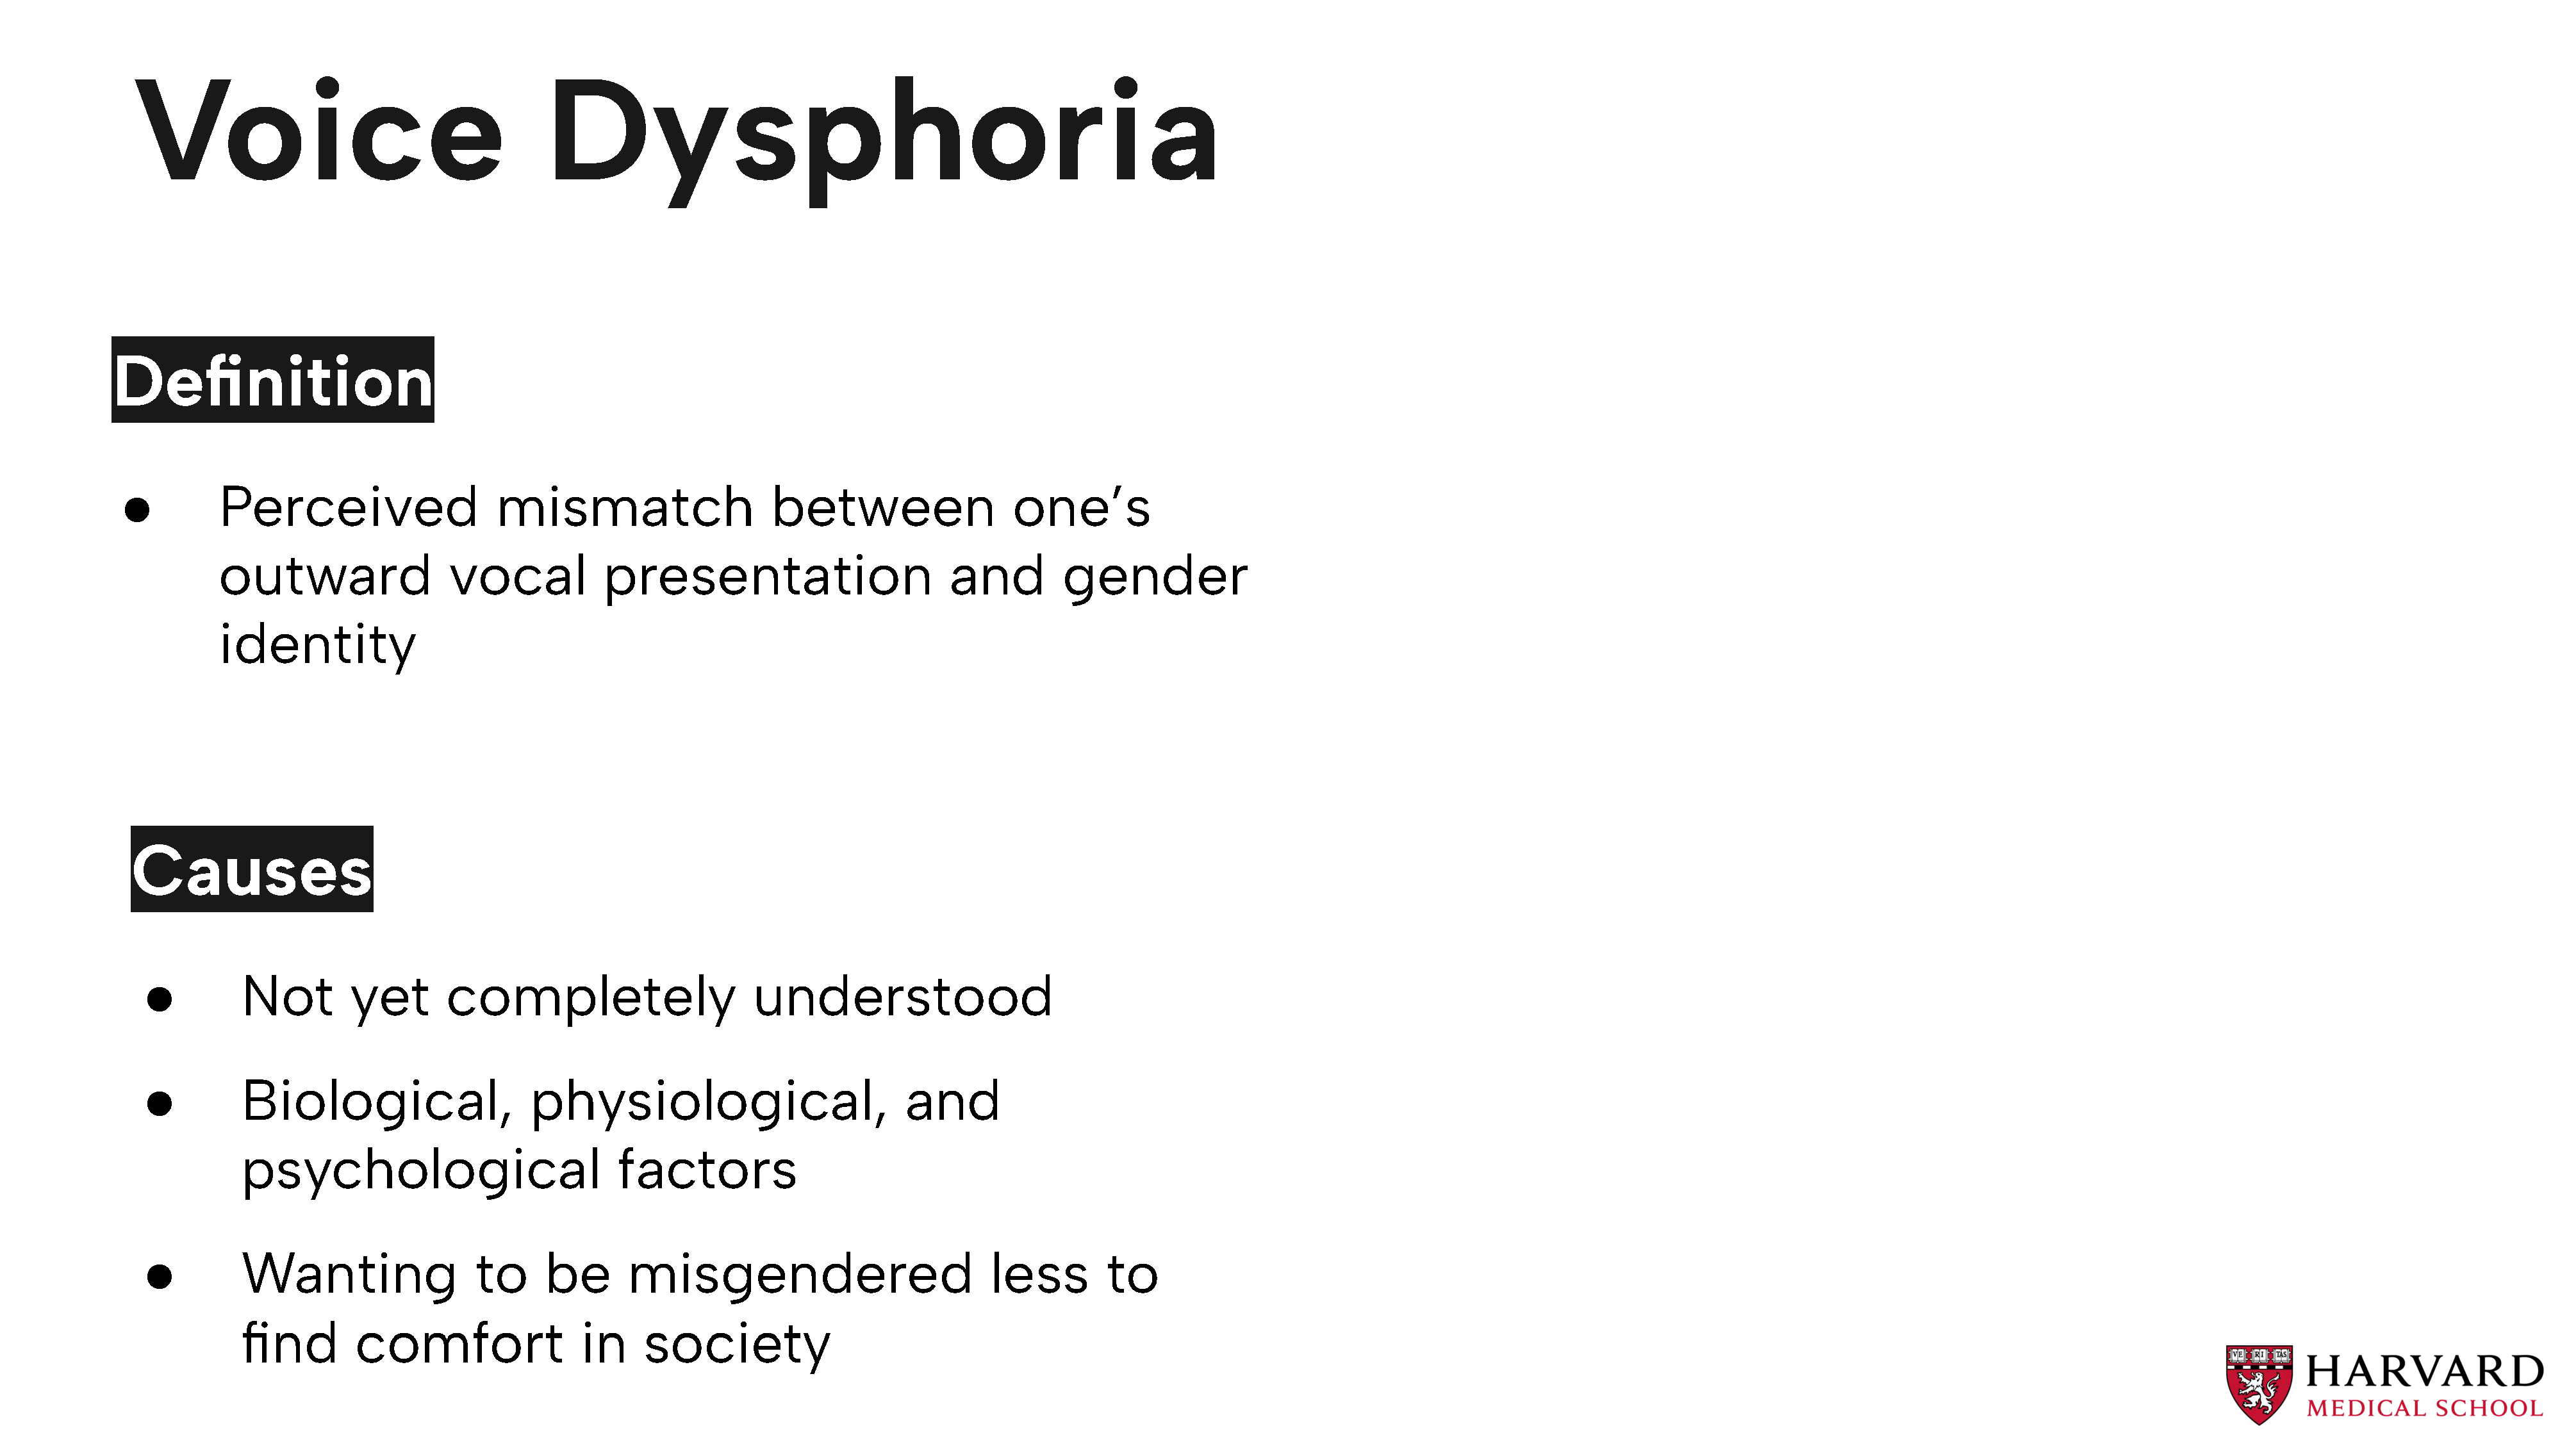 Voice Dysphoria
Definition
● Perceived mismatch between one’s
outward vocal presentation and gender
identity
Causes
● Not yet completely understood
● Biological, physiological, and
psychological factors
● Wanting to be misgendered less to
find comfort in society
VE RI TAS
HARVARD
MEDICAL SCHOOL